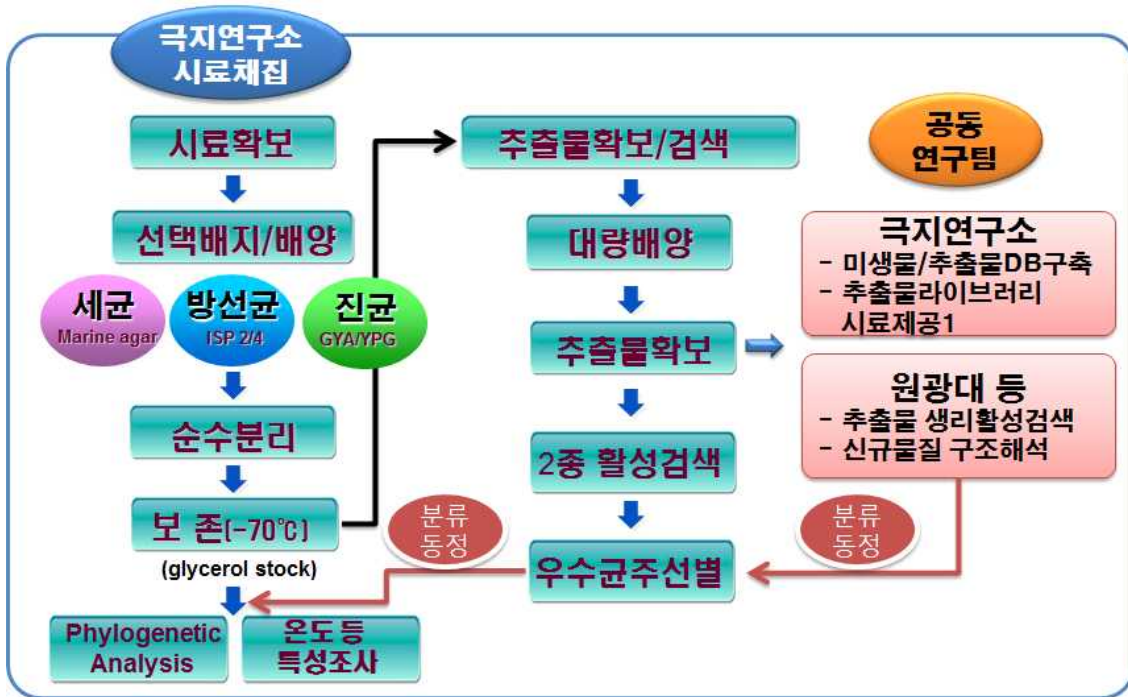 극지연구소
시료채집
시료확보
선택배지/배양
세균
Marine agar
방선균
ISP 2/4
진균
GYA/YPG
순수분리
보 존(-70℃)
(glycerol stock)
Phylogenetic
Analysis
온도 등
특성조사
추출물확보/검색
대량배양
추출물확보
2종 활성검색
우수균주선별
분류
동정
분류
동정
공동
연구팀
극지연구소
- 미생물/추출물DB구축
- 추출물라이브러리
시료제공1
원광대 등
- 추출물 생리활성검색
- 신규물질 구조해석